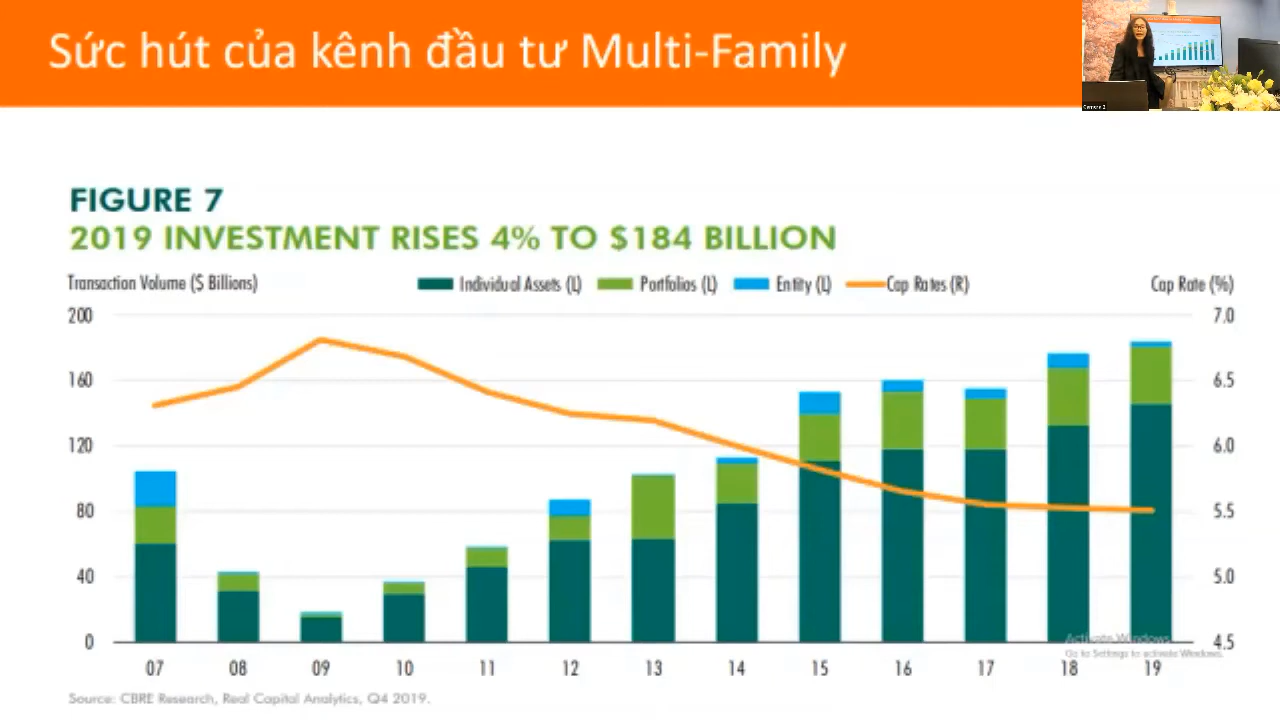 Sức hút của kênh đầu tư Multi-Family
Camera 2
FIGURE 7
2019 INVESTMENT RISES 4% TO $184 BILLION
Transaction Volume ($ Billions)
Individual Assets (L)
Portfolios (L)
Entity (L)
Cap Rates (R)
Cap Rate (%)
200
7.0
160
6.5
120
6.0
80
5.5
40
5.0
0
4.5
Activate Windows
Go to Settings to activate Windows.
07 08 09 10 11 12 13 14 15 16 17 18 19
Source: CBRE Research, Real Capital Analytics, Q4 2019.